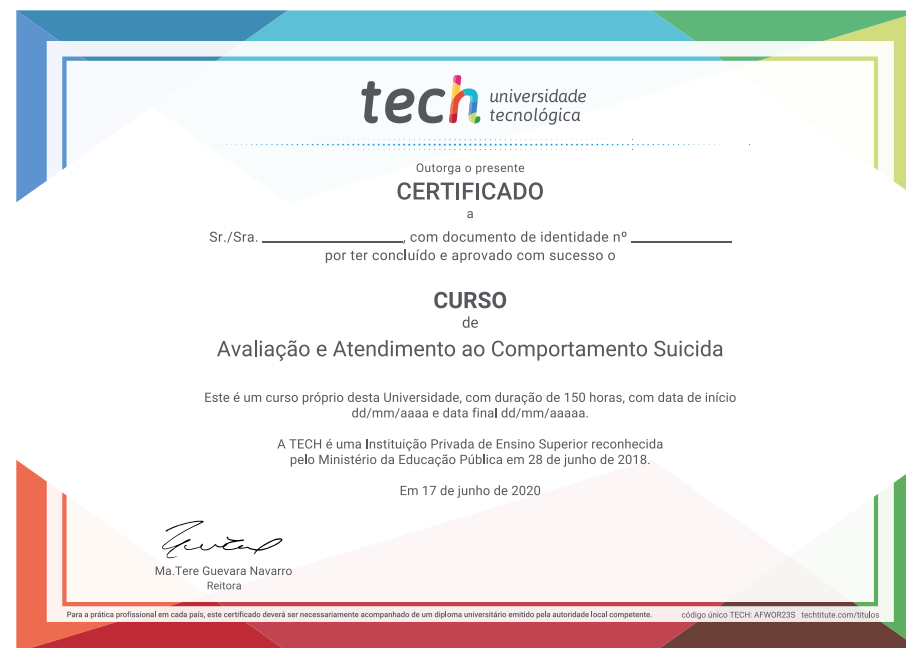 tech universidade
tecnológica
Outorga o presente
CERTIFICADO
a
Sr./Sra. ____________________, com documento de identidade nº ______________
por ter concluído e aprovado com sucesso o
CURSO
de
Avaliação e Atendimento ao Comportamento Suicida
Este é um curso próprio desta Universidade, com duração de 150 horas, com data de início
dd/mm/aaaa e data final dd/mm/aaaaa.
A TECH é uma Instituição Privada de Ensino Superior reconhecida
pelo Ministério da Educação Pública em 28 de junho de 2018.
Em 17 de junho de 2020
Ma.Tere Guevara Navarro
Reitora
Para a prática profissional em cada país, este certificado deverá ser necessariamente acompanhado de um diploma universitário emitido pela autoridade local competente. código único TECH: AFWOR23S techtitute.com/titulos